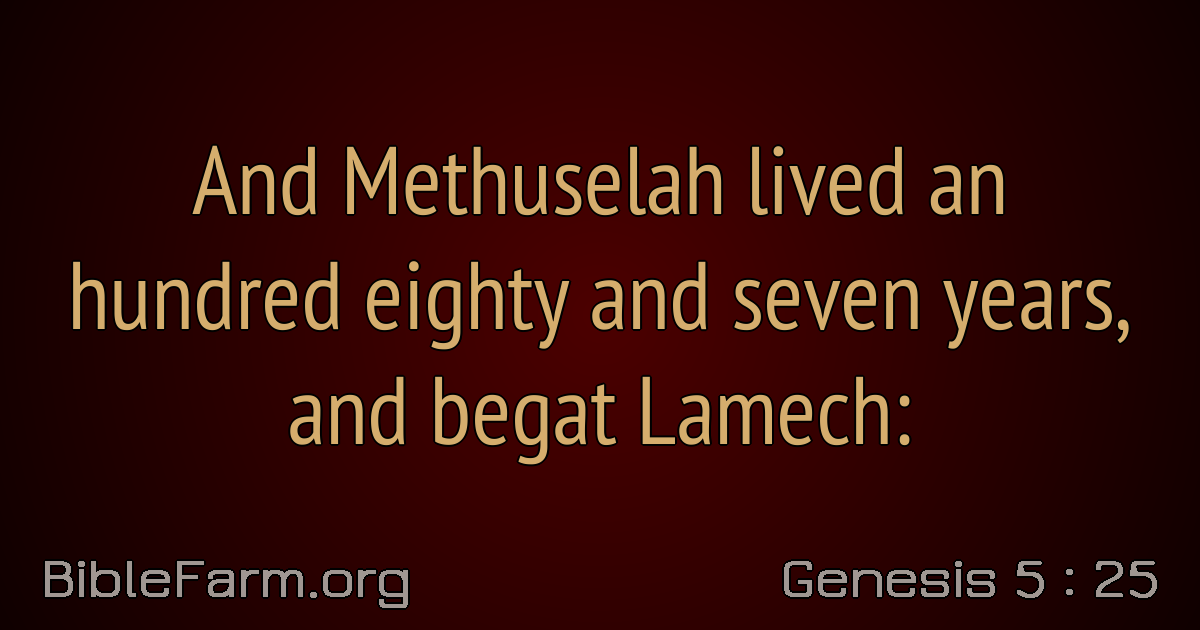 And Methuselah lived an
hundred eighty and seven years,
and begat Lamech:
BibleFarm.org
Genesis 5 : 25